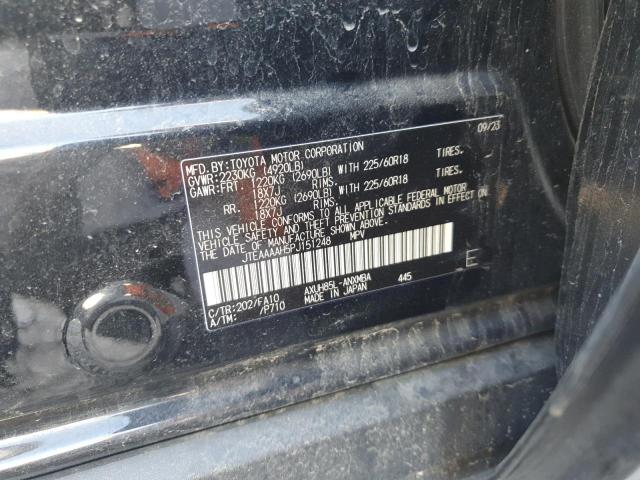 09/23
MFD.BY:TOYOTA MOTOR CORPORATION
GVWR:2230KG (4920LB)
GAWR:FRT. 1220KG (2690LB) WITH 225/60R18 TIRES.
18X7J RIMS.
RR. 1220KG (2690LB) WITH 225/60R18 TIRES.
18X7J RIMS.
THIS VEHICLE CONFORMS TO ALL APPLICABLE FEDERAL MOTOR
VEHICLE SAFETY AND THEFT PREVENTION STANDARDS IN EFFECT ON
THE DATE OF MANUFACTURE SHOWN ABOVE.
JTEAAAAH5PJ151248 MPV
E
C/TR:202/FA10 AXUH85L-ANXMBA 445
A/TM: /P710 MADE IN JAPAN